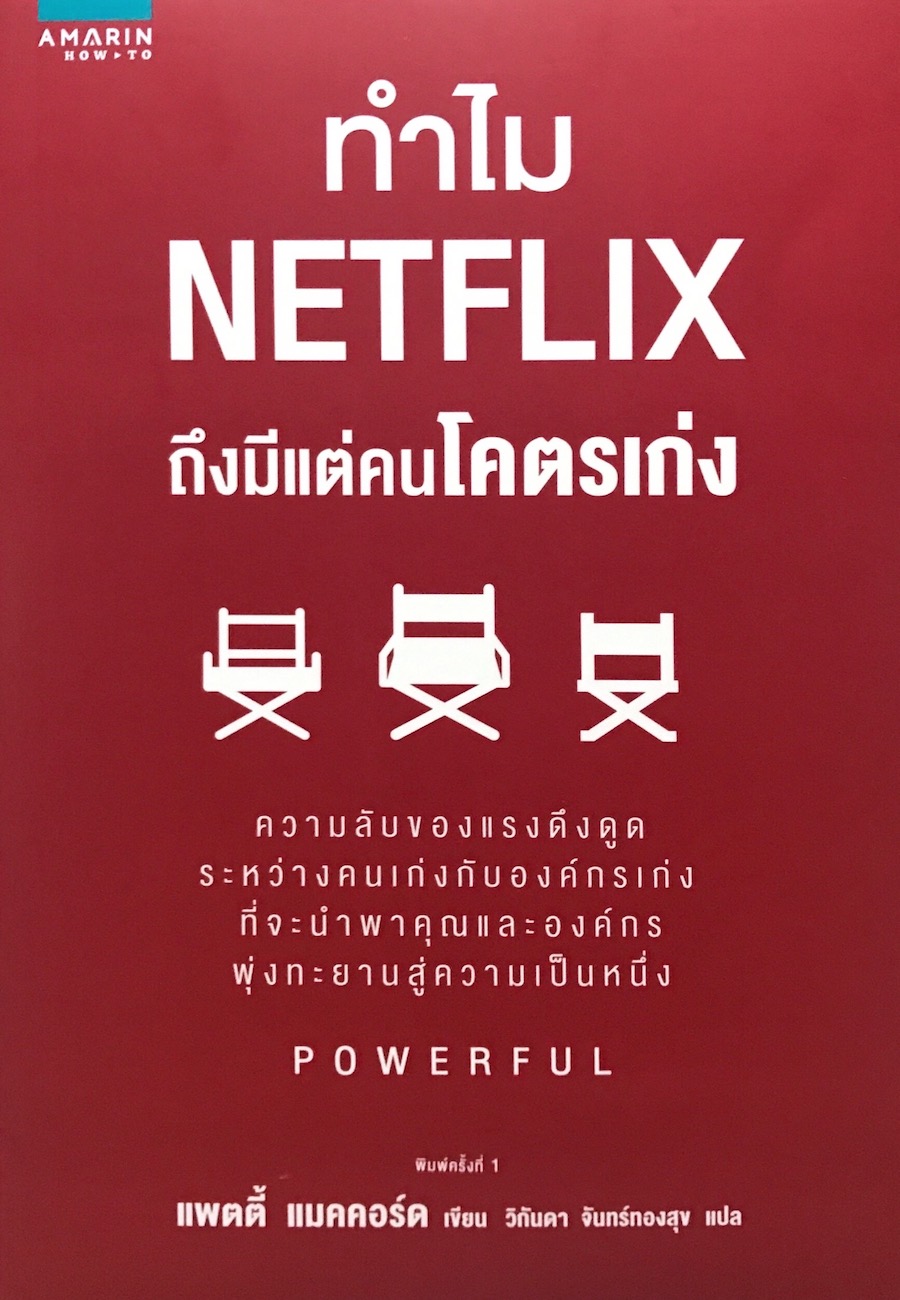 AMARIN
HOW TO
ทำไม
NETFLIX
ถึงมีแต่คนโคตรเก่ง
ความลับของแรงดึงดูด
ระหว่างคนเก่งกับองค์กรเก่ง
ที่จะนำพาคุณและองค์กร
พุ่งทะยานสู่ความเป็นหนึ่ง
POWERFUL
พิมพ์ครั้งที่ 1
แพตตี้ แมคคอร์ด เขียน วิกันดา จันทร์ทองสุข แปล